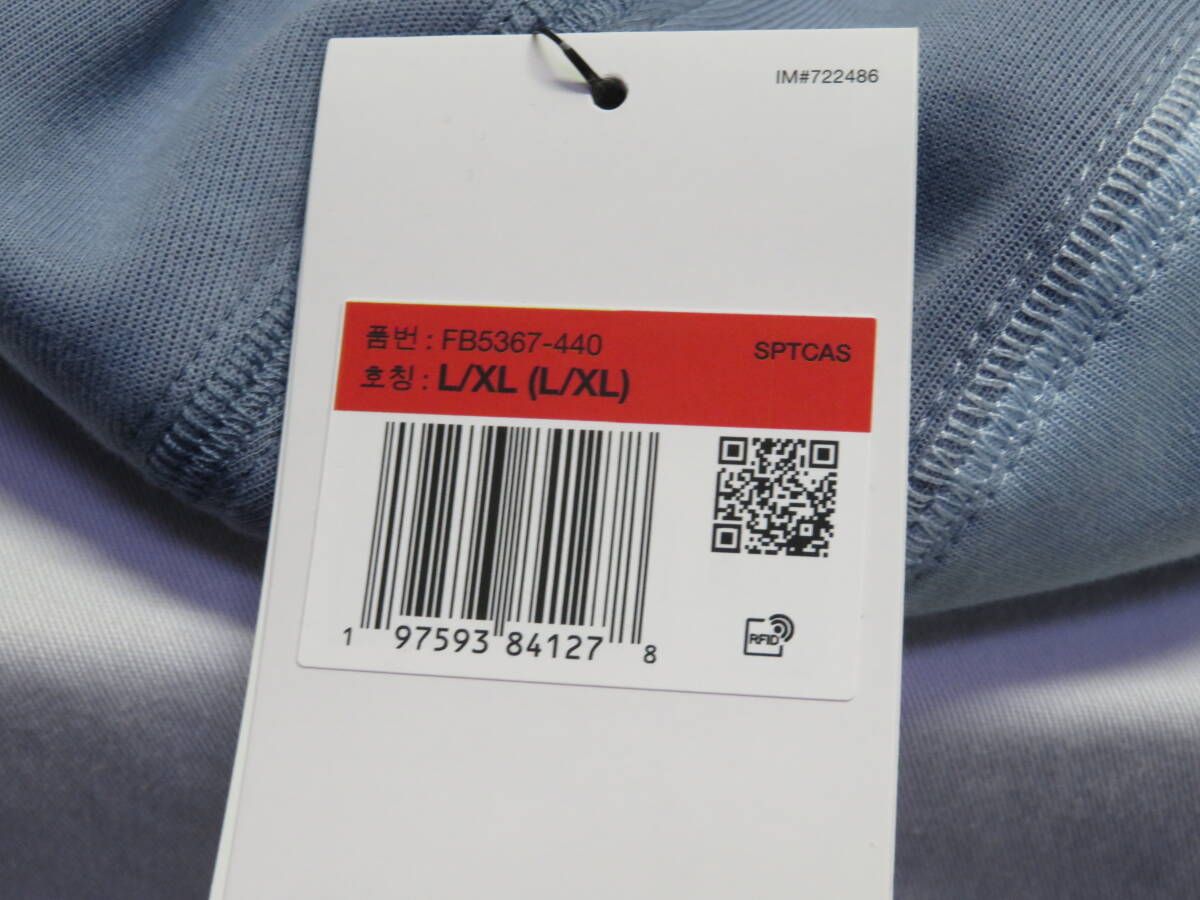 IM#722486
품번 : FB5367-440
SPTCAS
호칭 : L/XL (L/XL)
1 97593 84127 8
RFID